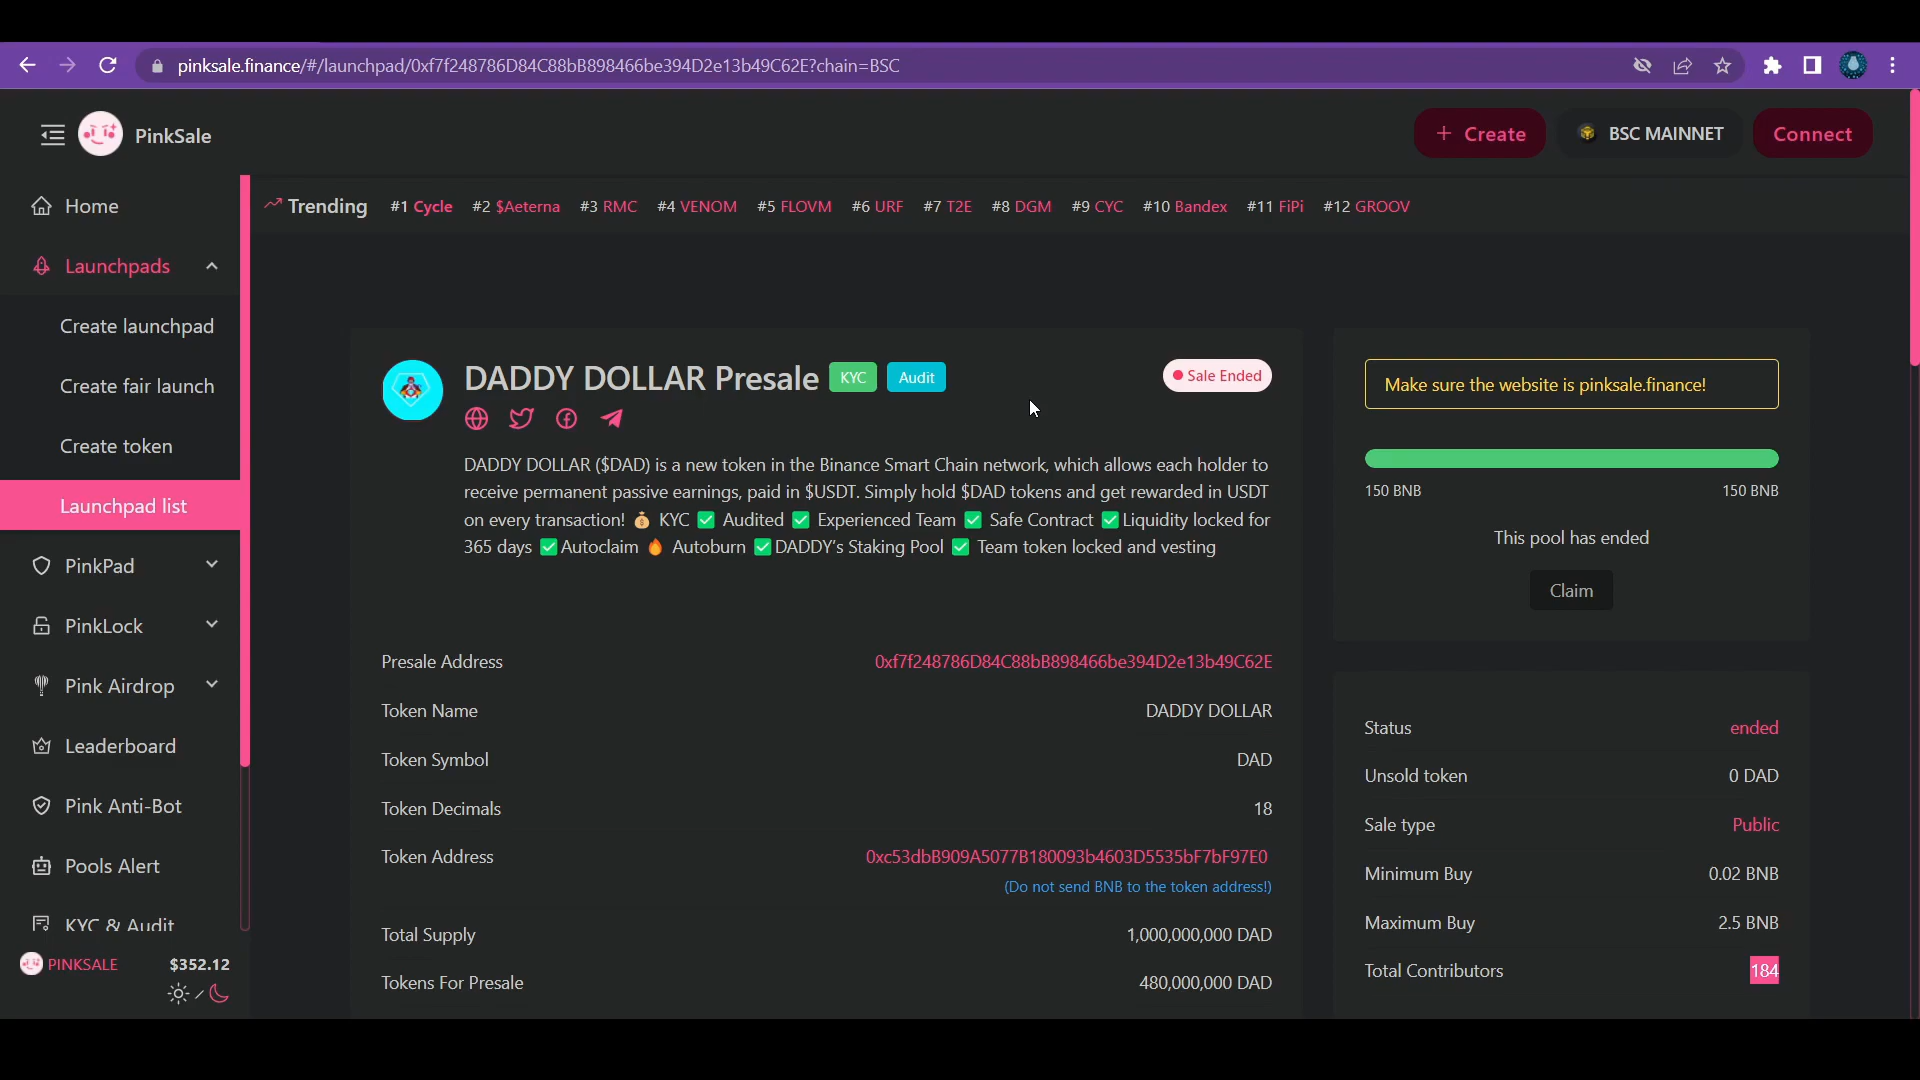 pinksale.finance/#/launchpad/0xf7f248786D84C88bB898466be394D2e13b49C62E?chain=BSC
PinkSale
+ Create
BSC MAINNET
Connect
Home
Launchpads
Create launchpad
Create fair launch
Create token
Launchpad list
PinkPad
PinkLock
Pink Airdrop
Leaderboard
Pink Anti-Bot
Pools Alert
KYC & Audit
PINKSALE $352.12
/
Trending #1 Cycle #2 $Aeterna #3 RMC #4 VENOM #5 FLOVM #6 URF #7 T2E #8 DGM #9 CYC #10 Bandex #11 FiPi #12 GROOV
DADDY DOLLAR Presale KYC Audit
Sale Ended
DADDY DOLLAR ($DAD) is a new token in the Binance Smart Chain network, which allows each holder to
receive permanent passive earnings, paid in $USDT. Simply hold $DAD tokens and get rewarded in USDT
on every transaction! 💰 KYC ✅ Audited ✅ Experienced Team ✅ Safe Contract ✅Liquidity locked for
365 days ✅Autoclaim 🔥 Autoburn ✅DADDY's Staking Pool ✅ Team token locked and vesting
Presale Address 0xf7f248786D84C88bB898466be394D2e13b49C62E
Token Name DADDY DOLLAR
Token Symbol DAD
Token Decimals 18
Token Address 0xc53dbB909A5077B180093b4603D5535bF7bF97E0
(Do not send BNB to the token address!)
Total Supply 1,000,000,000 DAD
Tokens For Presale 480,000,000 DAD
Make sure the website is pinksale.finance!
150 BNB 150 BNB
This pool has ended
Claim
Status ended
Unsold token 0 DAD
Sale type Public
Minimum Buy 0.02 BNB
Maximum Buy 2.5 BNB
Total Contributors 184